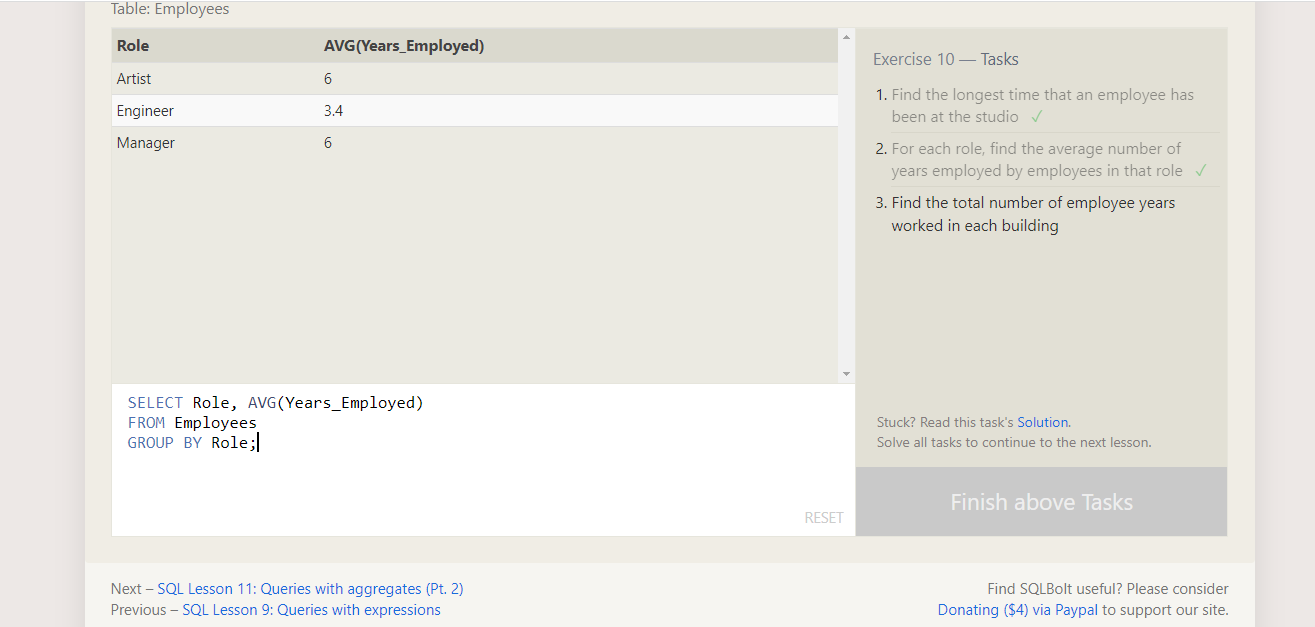 Table: Employees
Role AVG(Years_Employed)
Artist 6
Engineer 3.4
Manager 6
SELECT Role, AVG(Years_Employed)
FROM Employees
GROUP BY Role;
RESET
Exercise 10 — Tasks
1. Find the longest time that an employee has
been at the studio ✓
2. For each role, find the average number of
years employed by employees in that role ✓
3. Find the total number of employee years
worked in each building
Stuck? Read this task's Solution.
Solve all tasks to continue to the next lesson.
Finish above Tasks
Next – SQL Lesson 11: Queries with aggregates (Pt. 2)
Previous – SQL Lesson 9: Queries with expressions
Find SQLBolt useful? Please consider
Donating ($4) via Paypal to support our site.